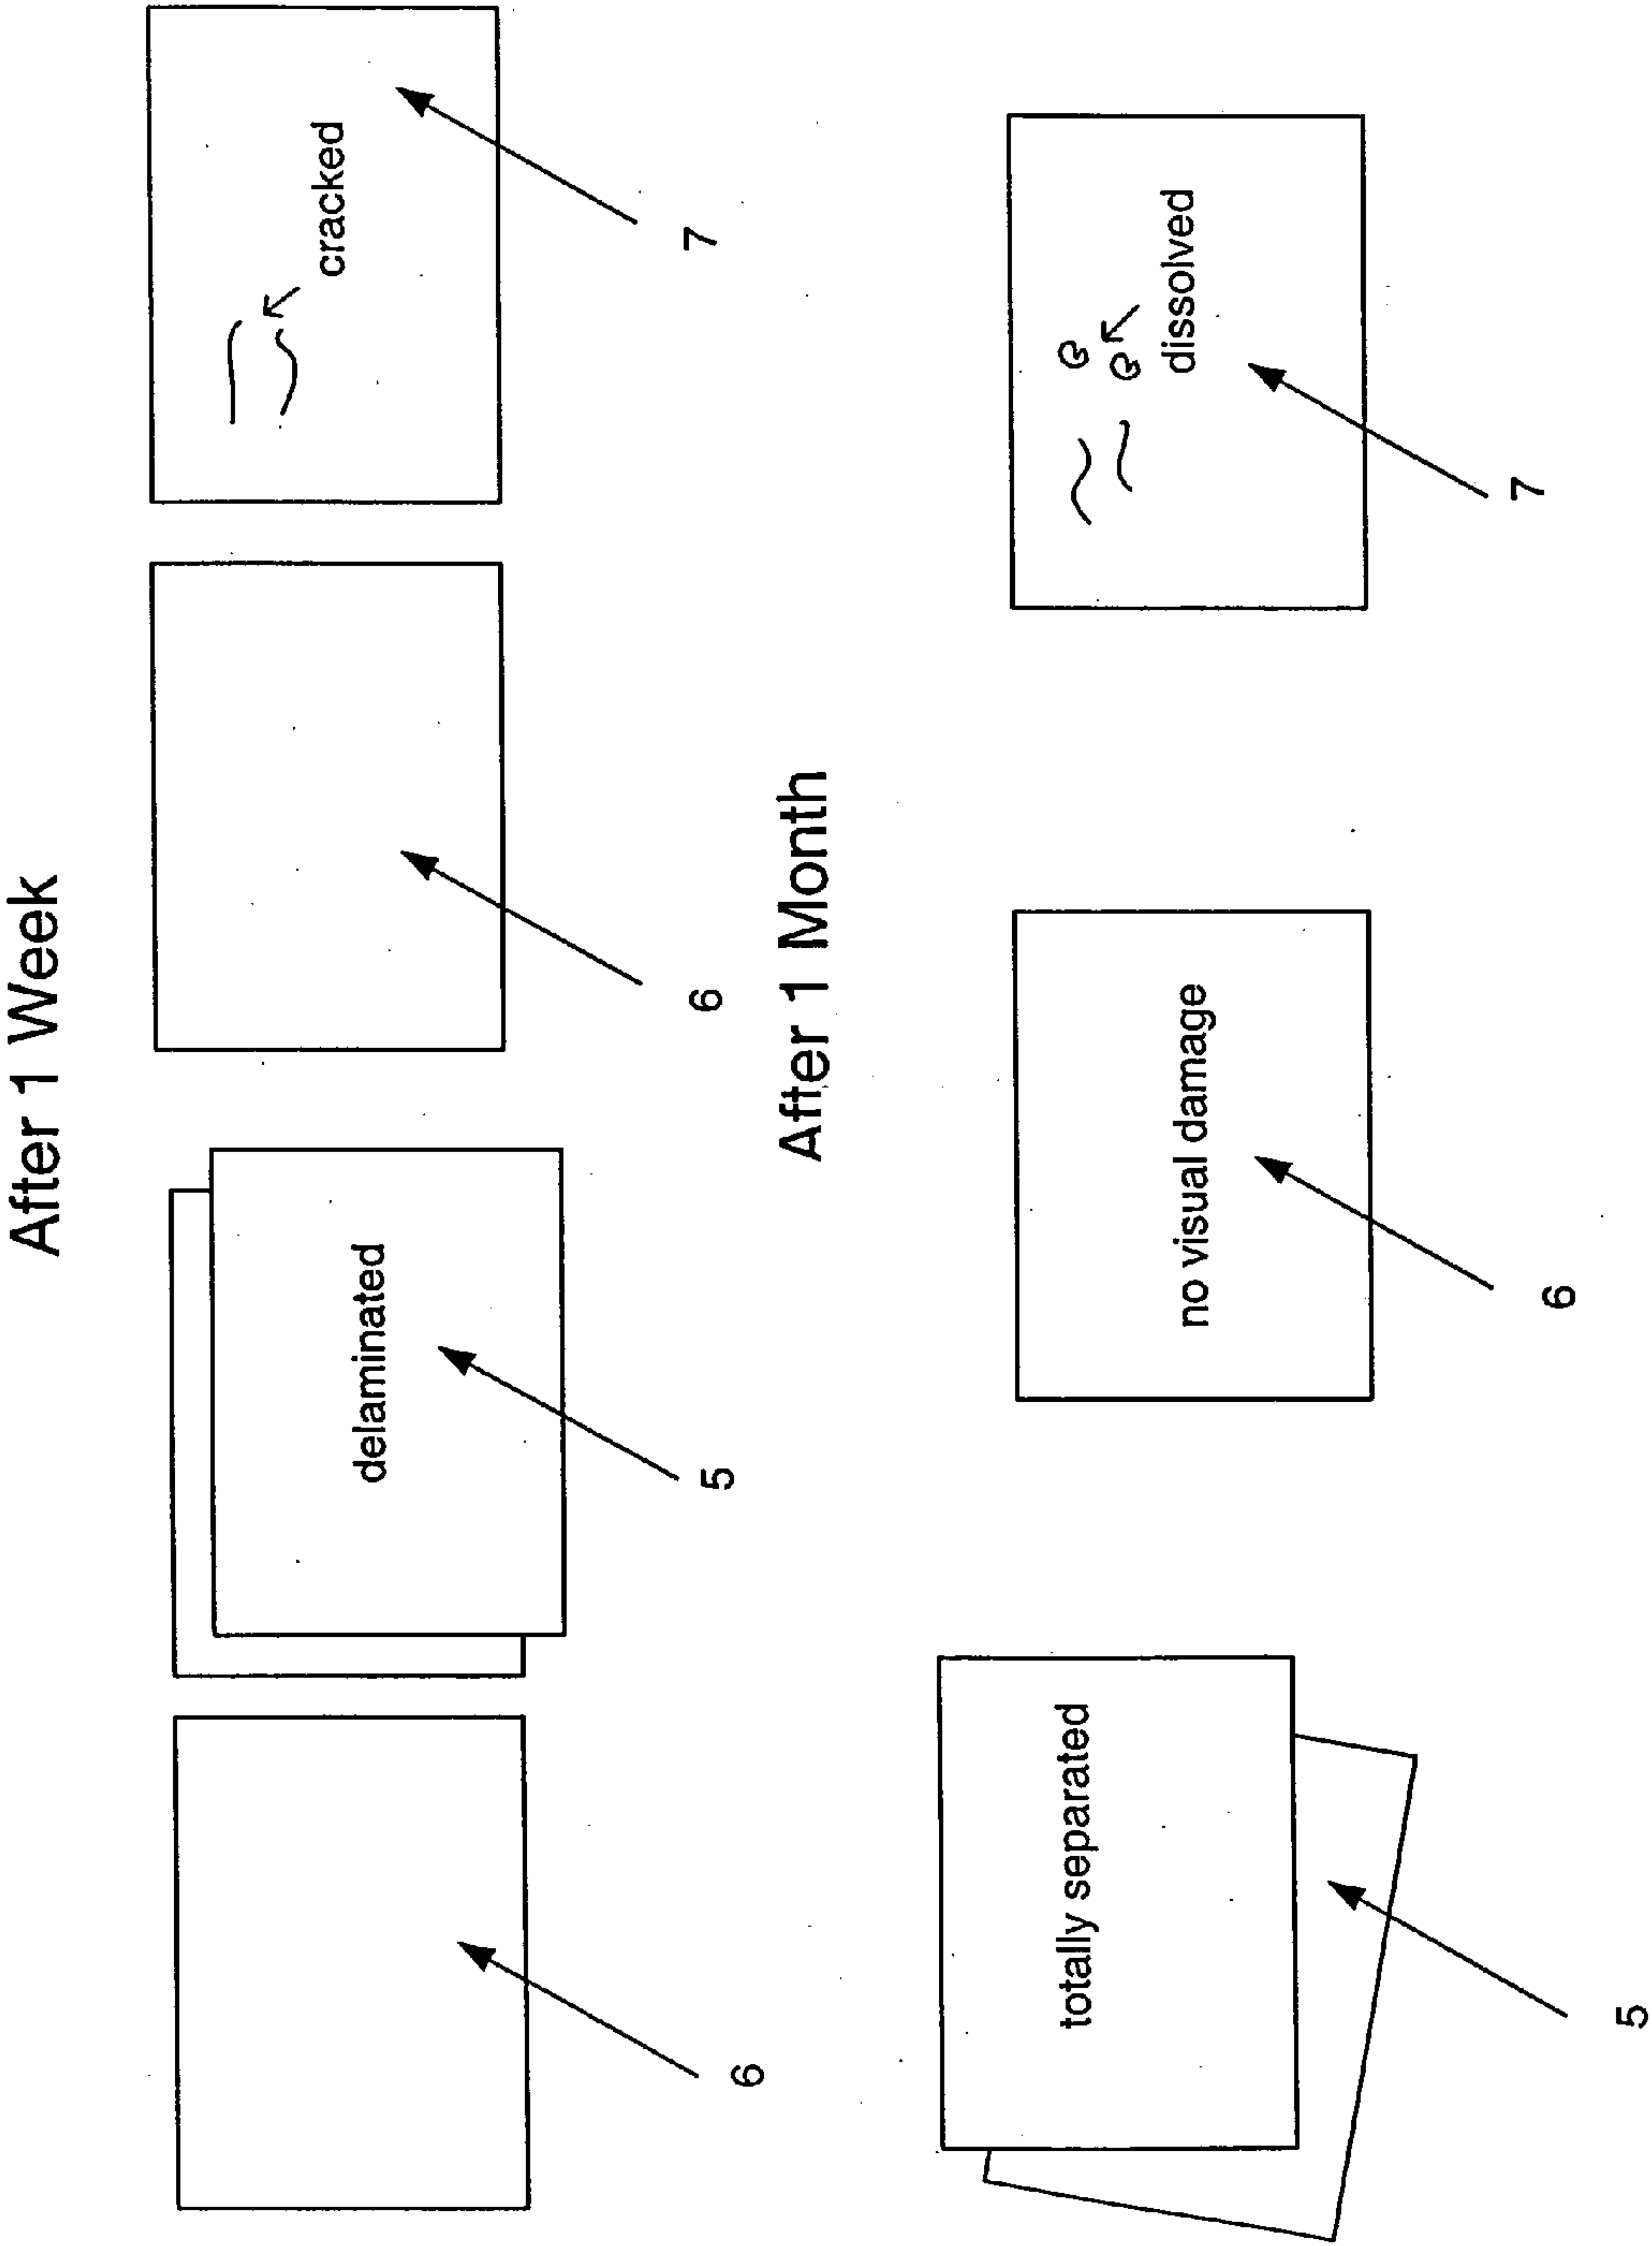 After 1 Week
delaminated
cracked
6
5
6
7
After 1 Month
totally separated
no visual damage
dissolved
5
6
7